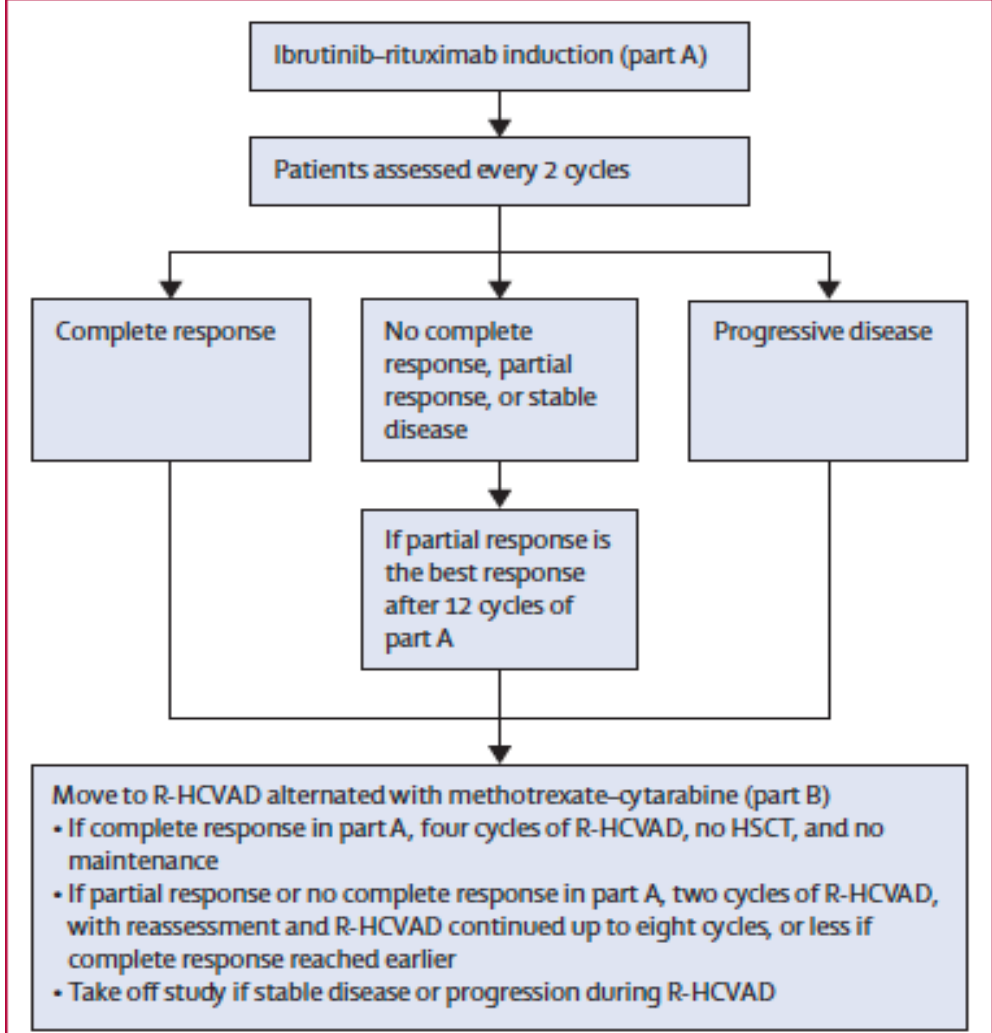 Ibrutinib–rituximab induction (part A)
Patients assessed every 2 cycles
Complete response
No complete
response, partial
response, or stable
disease
Progressive disease
If partial response is
the best response
after 12 cycles of
part A
Move to R-HCVAD alternated with methotrexate–cytarabine (part B)
• If complete response in part A, four cycles of R-HCVAD, no HSCT, and no
maintenance
• If partial response or no complete response in part A, two cycles of R-HCVAD,
with reassessment and R-HCVAD continued up to eight cycles, or less if
complete response reached earlier
• Take off study if stable disease or progression during R-HCVAD